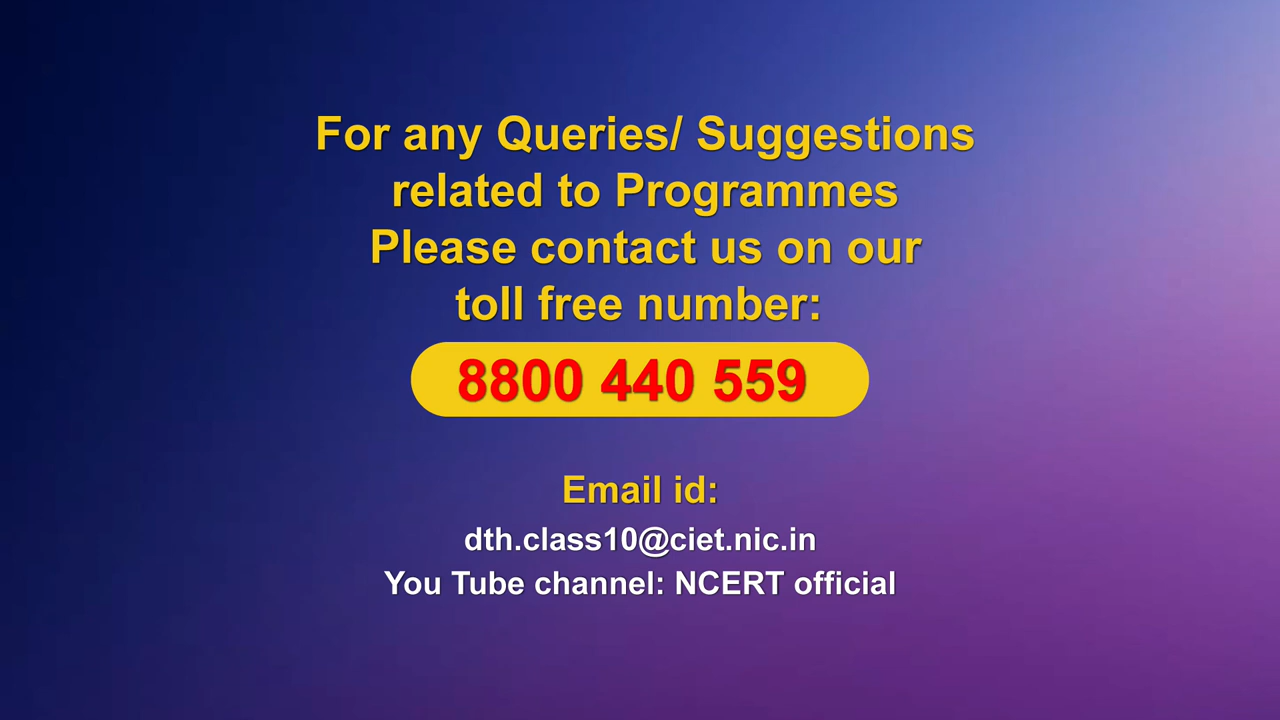 For any Queries/ Suggestions
related to Programmes
Please contact us on our
toll free number:
8800 440 559
Email id:
dth.class10@ciet.nic.in
You Tube channel: NCERT official